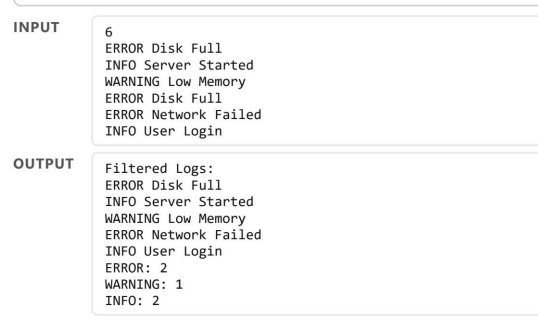 INPUT
6
ERROR Disk Full
INFO Server Started
WARNING Low Memory
ERROR Disk Full
ERROR Network Failed
INFO User Login
OUTPUT
Filtered Logs:
ERROR Disk Full
INFO Server Started
WARNING Low Memory
ERROR Network Failed
INFO User Login
ERROR: 2
WARNING: 1
INFO: 2